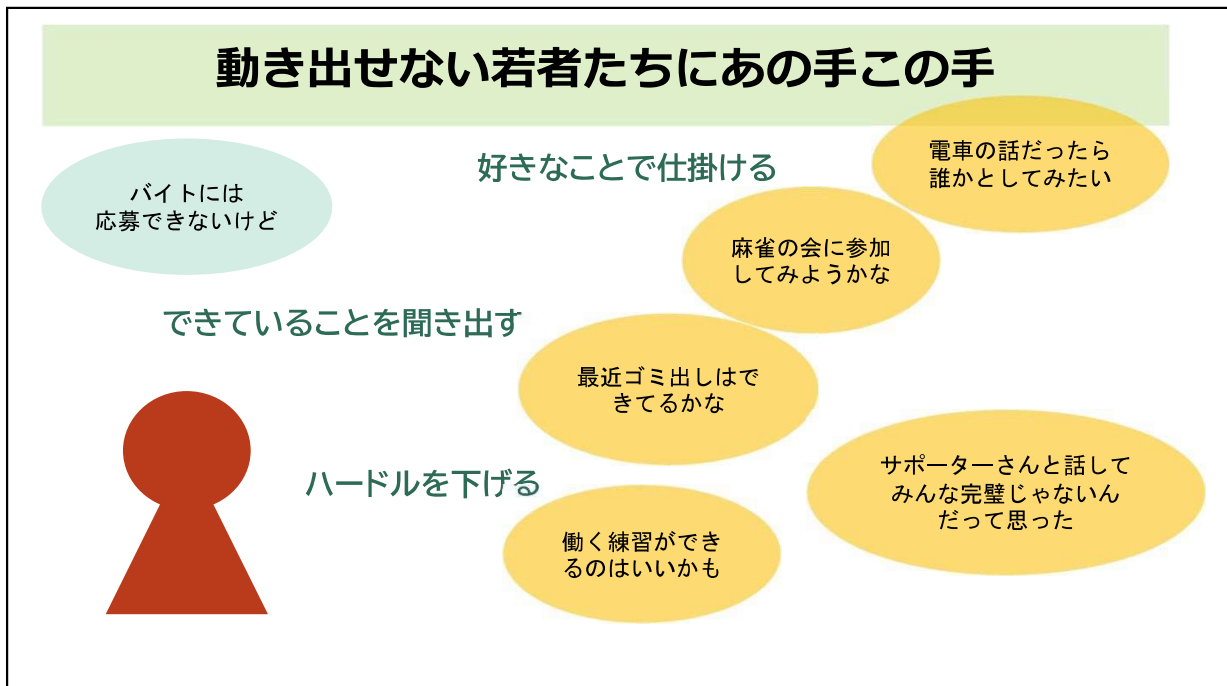 動き出せない若者たちにあの手この手
バイトには
応募できないけど
好きなことで仕掛ける
電車の話だったら
誰かとしてみたい
麻雀の会に参加
してみようかな
できていることを聞き出す
最近ゴミ出しはで
きてるかな
ハードルを下げる
サポーターさんと話して
みんな完璧じゃないん
だって思った
働く練習ができ
るのはいいかも